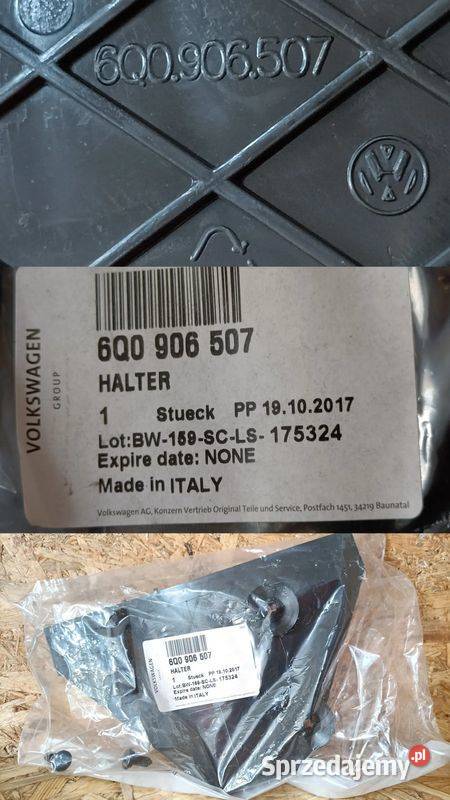 6Q0.906.507
VOLKSWAGEN
GROUP
6Q0 906 507
HALTER
1 Stueck PP 19.10.2017
Lot:BW-159-SC-LS- 175324
Expire date: NONE
Made in ITALY
Volkswagen AG, Konzern Vertrieb Original Teile und Service, Postfach 1451, 34219 Baunatal
VOLKSWAGEN
6Q0 906 507
HALTER
1 Stueck PP 19.10.2017
Lot:BW-159-SC-LS- 175324
Expire date: NONE
Made in ITALY
Sprzedajemy.pl